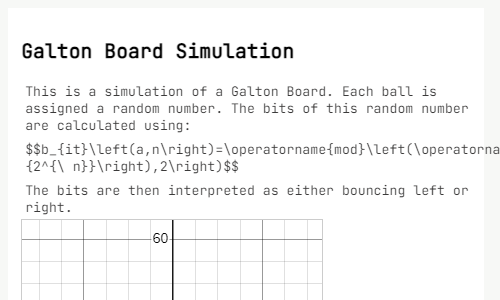 Galton Board Simulation
This is a simulation of a Galton Board. Each ball is
assigned a random number. The bits of this random number
are calculated using:
$$b_{it}\left(a,n\right)=\operatorname{mod}\left(\operatorna
{2^{\ n}}\right),2\right)$$
The bits are then interpreted as either bouncing left or
right.
60